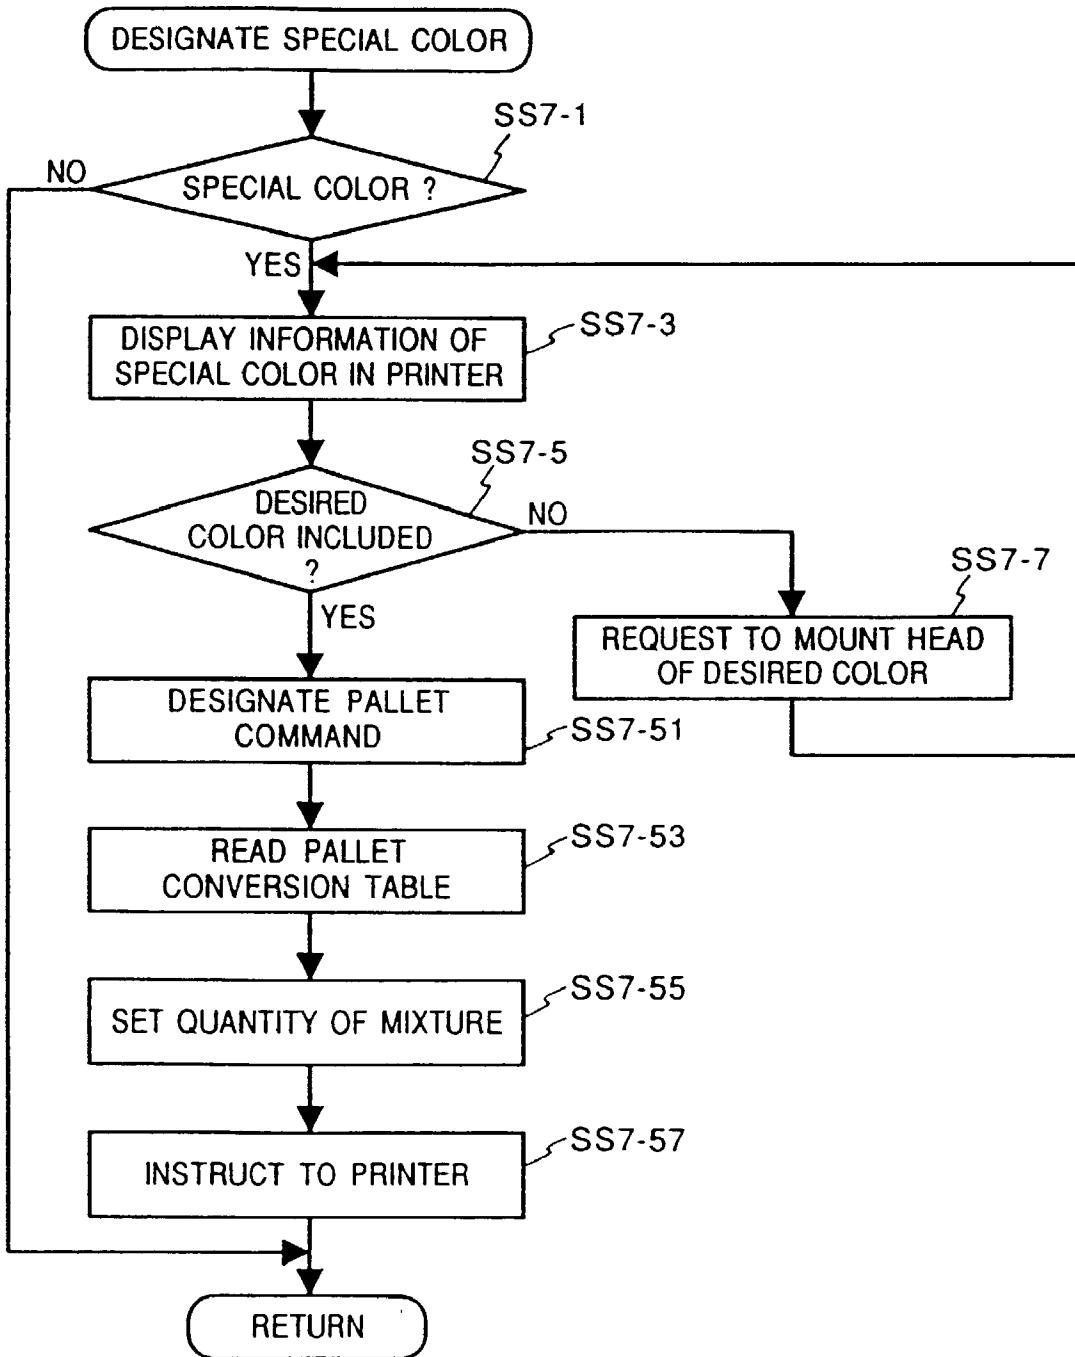 DESIGNATE SPECIAL COLOR
SS7-1
NO
SPECIAL COLOR ?
YES
SS7-3
DISPLAY INFORMATION OF
SPECIAL COLOR IN PRINTER
SS7-5
DESIRED
COLOR INCLUDED
?
NO
YES
SS7-7
REQUEST TO MOUNT HEAD
OF DESIRED COLOR
DESIGNATE PALLET
COMMAND
SS7-51
READ PALLET
CONVERSION TABLE
SS7-53
SET QUANTITY OF MIXTURE
SS7-55
INSTRUCT TO PRINTER
SS7-57
RETURN